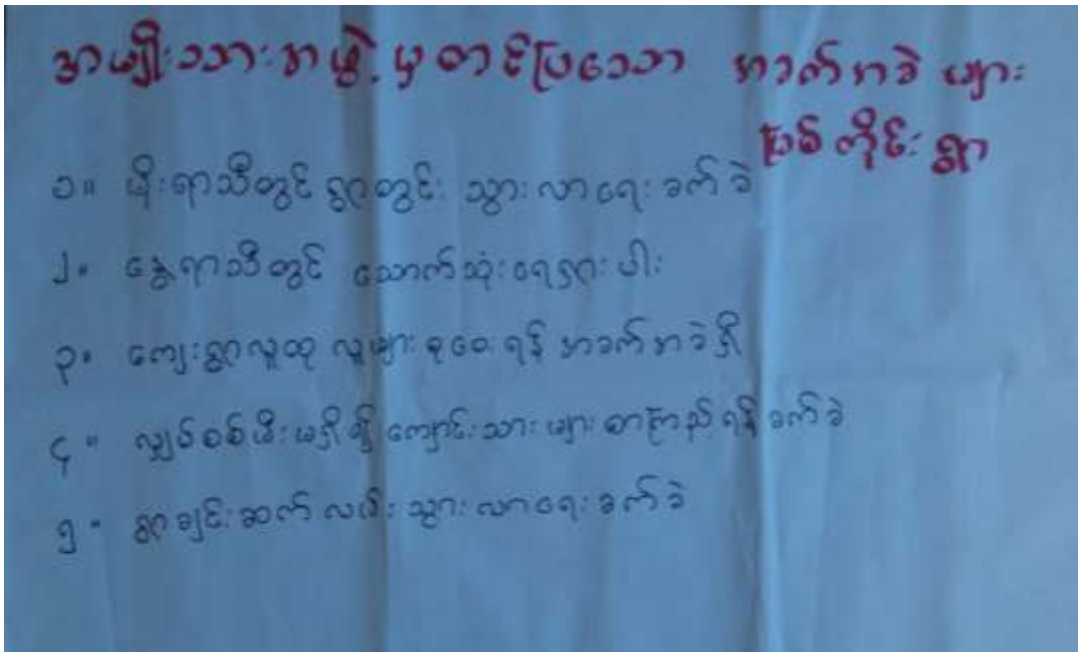 အမျိုးသားအဖွဲ့မှတင်ပြသော အခက်အခဲများ
မြစ်တိုင်းရွာ
၁။ မိုးရာသီတွင် ရွာတွင်း သွားလာရေး ခက်ခဲ
၂။ နွေရာသီတွင် သောက်သုံးရေရှားပါး
၃။ ကျေးရွာလူထု လူများ စုဝေးရန် အခက်အခဲရှိ
၄။ လျှပ်စစ်မီးမရှိ၍ ကျောင်းသားများ စာကြည့်ရန် ခက်ခဲ
၅။ ရွာချင်းဆက် လမ်း သွားလာရေး ခက်ခဲ